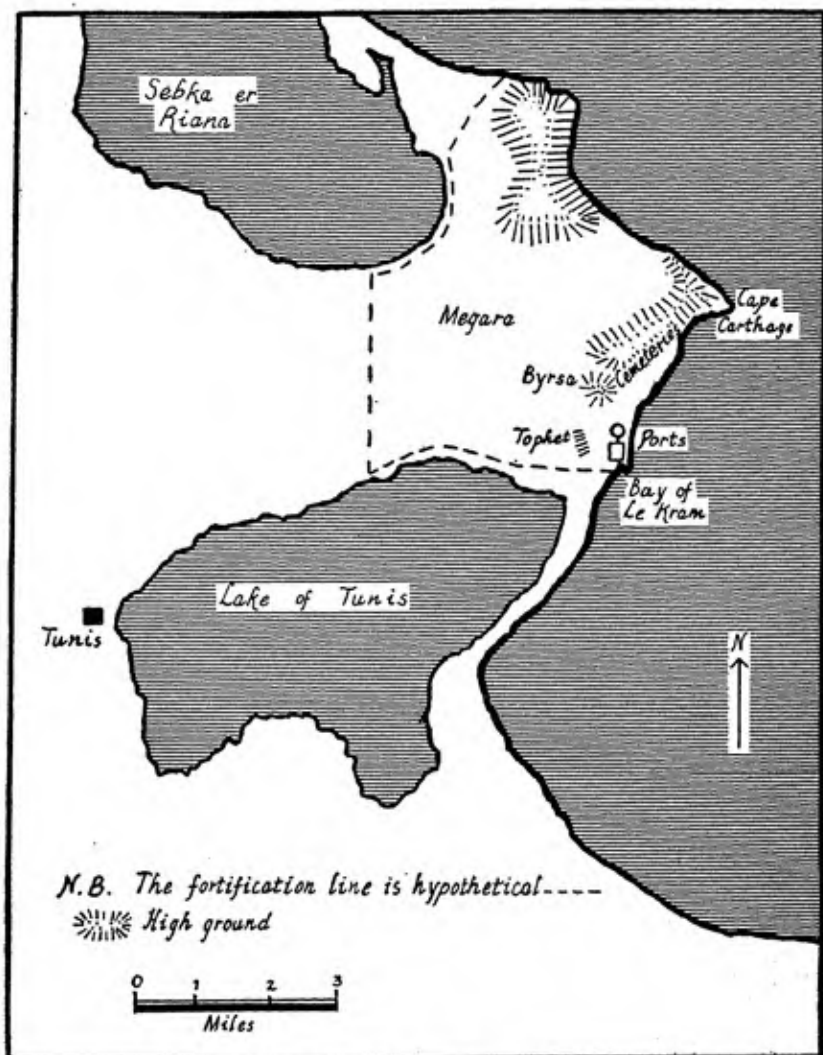 Sebka er
Riana
Cape
Carthage
Megara
Cemeteries
Byrsa
Tophet
Ports
Bay of
Le Kram
Lake of Tunis
Tunis
N
N.B. The fortification line is hypothetical ----
High ground
0 1 2 3
Miles